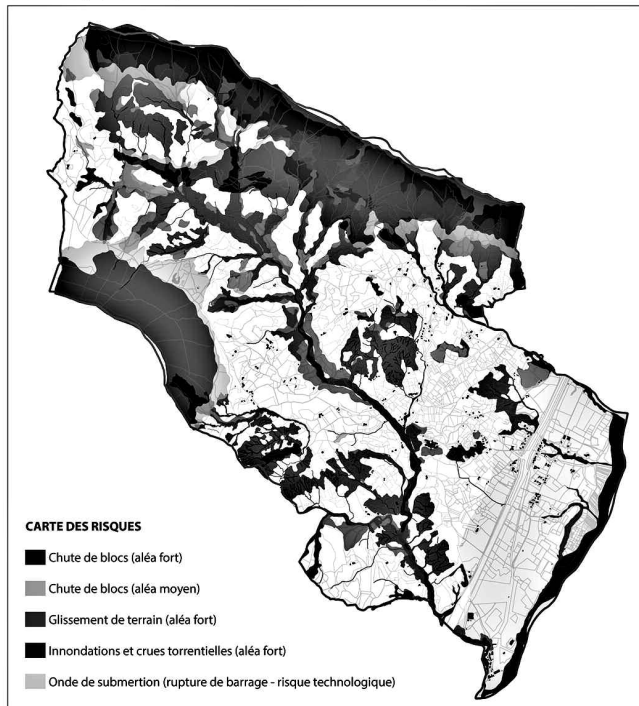 CARTE DES RISQUES
Chute de blocs (aléa fort)
Chute de blocs (aléa moyen)
Glissement de terrain (aléa fort)
Innondations et crues torrentielles (aléa fort)
Onde de submertion (rupture de barrage - risque technologique)